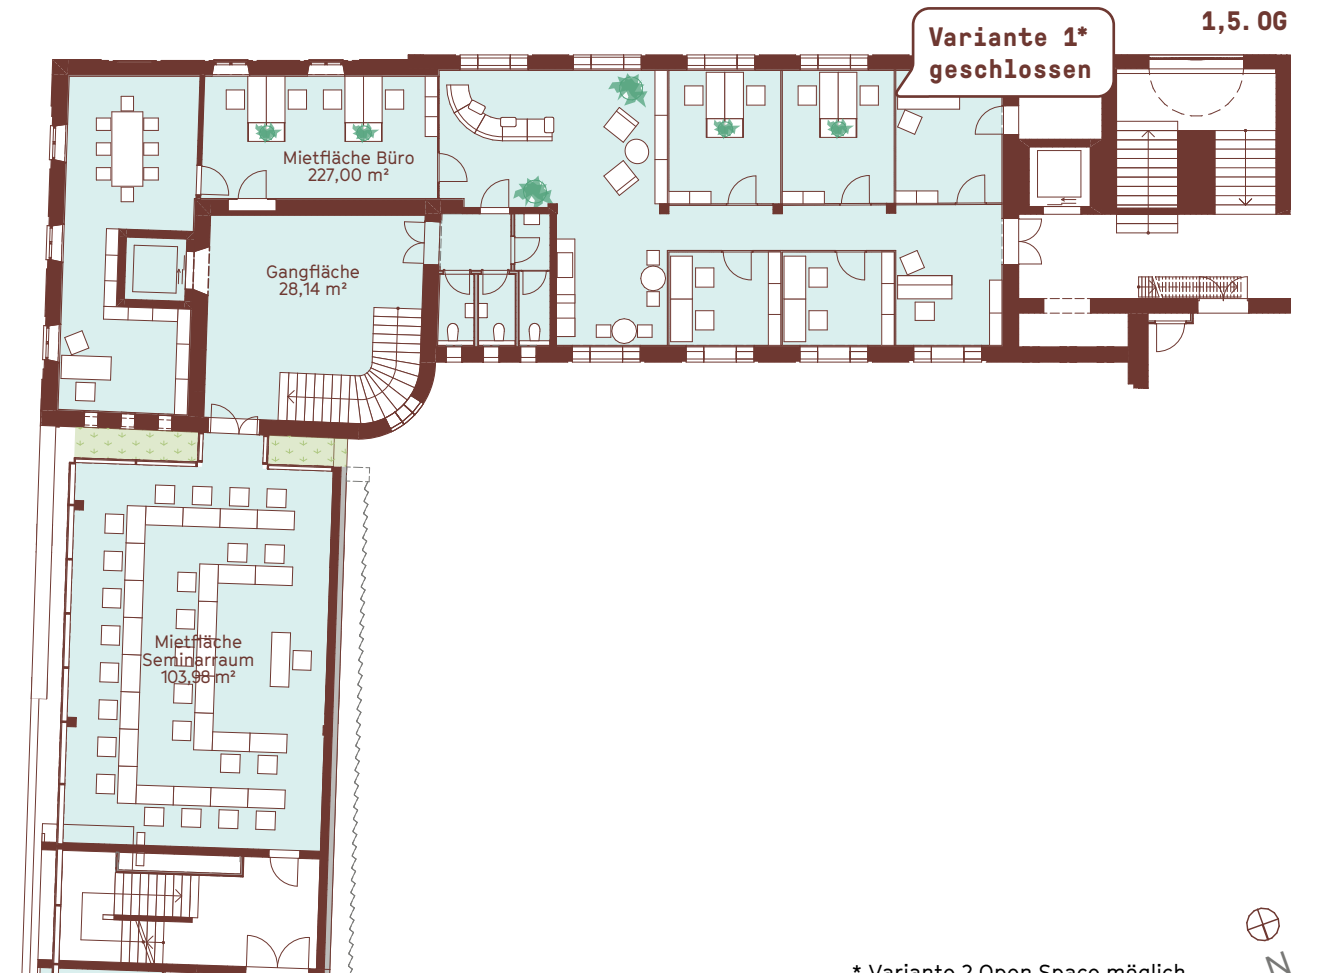 1,5. OG
Variante 1*
geschlossen
Mietfläche Büro
227,00 m²
Gangfläche
28,14 m²
Mietfläche
Seminarraum
103,98 m²
N
* Variante 2 Open Space möglich